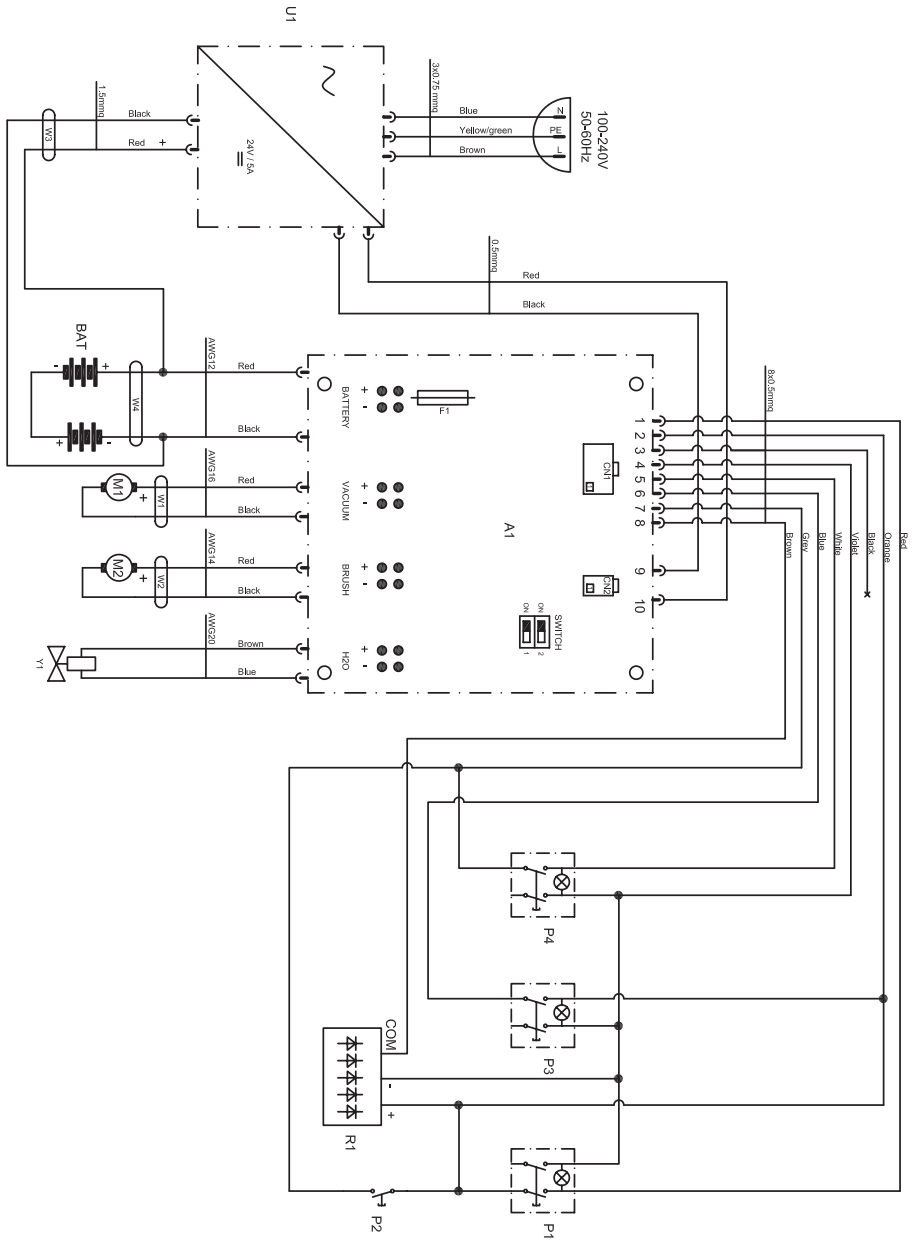 U1
24V / 5A
100-240V
50-60Hz
N
PE
L
Blue
Yellow/green
Brown
3x0.75 mmq
1.5mmq
Black
Red +
W3
0.5mmq
Red
Black
BAT
- +
+ -
W4
AWG12
Red
Black
BATTERY
+
-
F1
M1
+
W1
AWG16
Red
Black
VACUUM
+
-
M2
+
W2
AWG14
Red
Black
BRUSH
+
-
Y1
AWG20
Brown
Blue
H2O
+
-
A1
CN1
CN2
SWITCH
ON
ON
1
2
1
2
3
4
5
6
7
8
9
10
8x0.5mmq
Red
Orange
Black
Violet
White
Blue
Grey
Brown
P4
P3
COM
-
+
R1
P1
P2